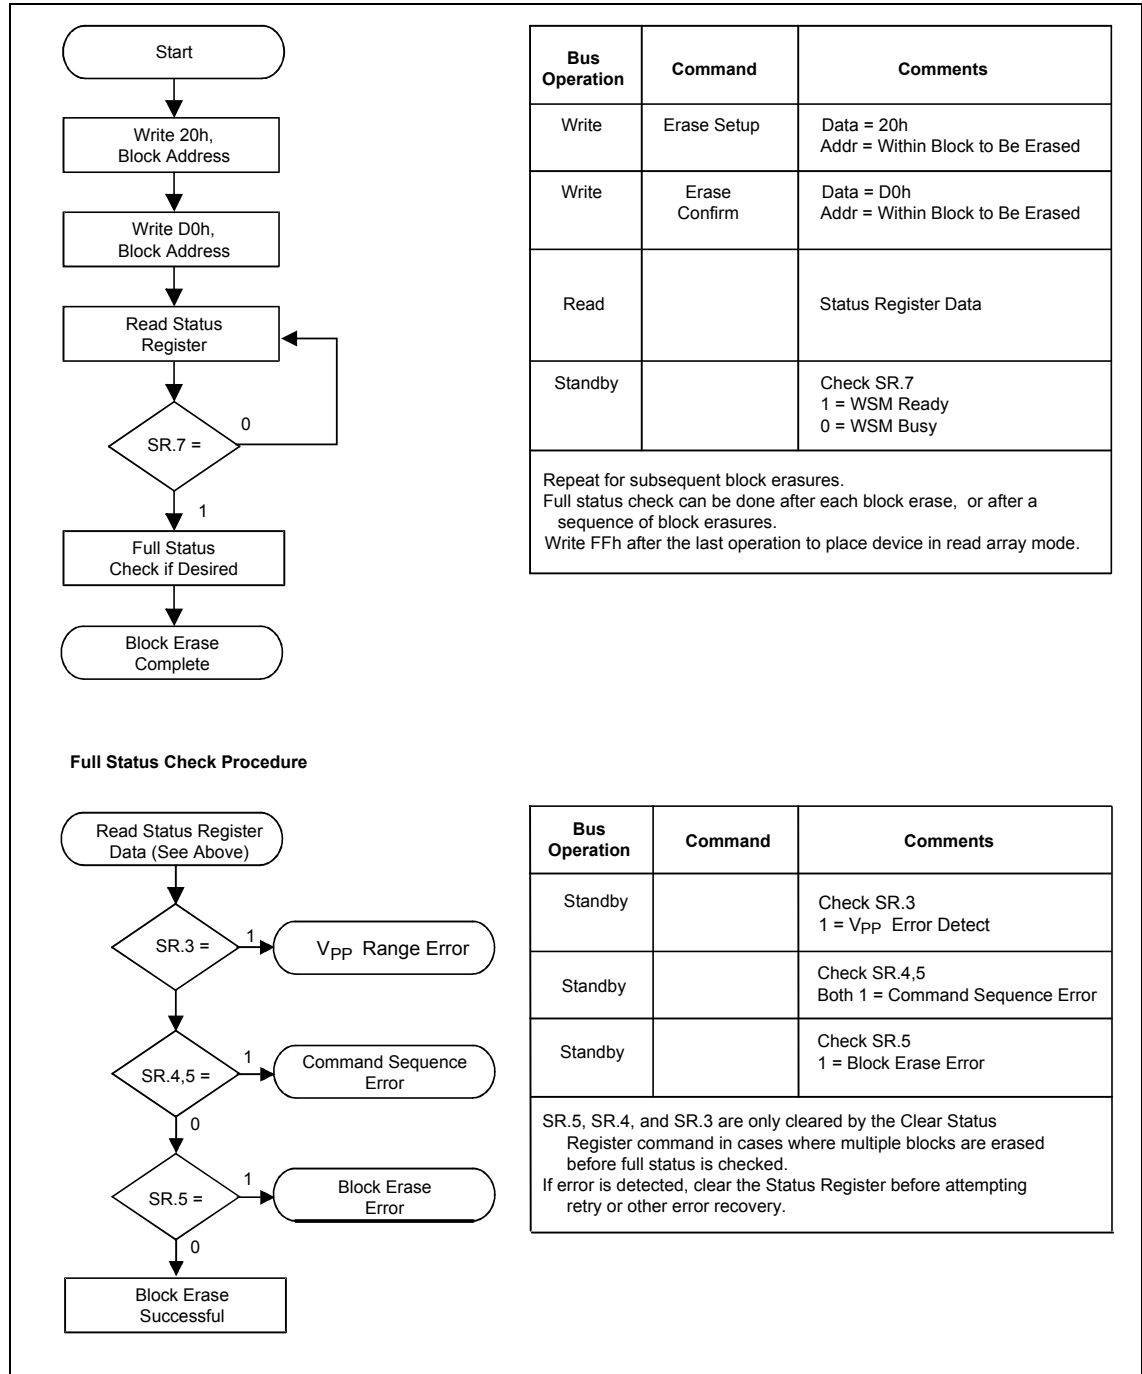 Start
Write 20h,
Block Address
Write D0h,
Block Address
Read Status
Register
SR.7 =
0
1
Full Status
Check if Desired
Block Erase
Complete
Bus
Operation
Command
Comments
Write
Erase Setup
Data = 20h
Addr = Within Block to Be Erased
Write
Erase
Confirm
Data = D0h
Addr = Within Block to Be Erased
Read
Status Register Data
Standby
Check SR.7
1 = WSM Ready
0 = WSM Busy
Repeat for subsequent block erasures.
Full status check can be done after each block erase, or after a
sequence of block erasures.
Write FFh after the last operation to place device in read array mode.
Full Status Check Procedure
Read Status Register
Data (See Above)
SR.3 =
1
VPP Range Error
SR.4,5 =
1
Command Sequence
Error
0
SR.5 =
1
Block Erase
Error
0
Block Erase
Successful
Bus
Operation
Command
Comments
Standby
Check SR.3
1 = VPP Error Detect
Standby
Check SR.4,5
Both 1 = Command Sequence Error
Standby
Check SR.5
1 = Block Erase Error
SR.5, SR.4, and SR.3 are only cleared by the Clear Status
Register command in cases where multiple blocks are erased
before full status is checked.
If error is detected, clear the Status Register before attempting
retry or other error recovery.